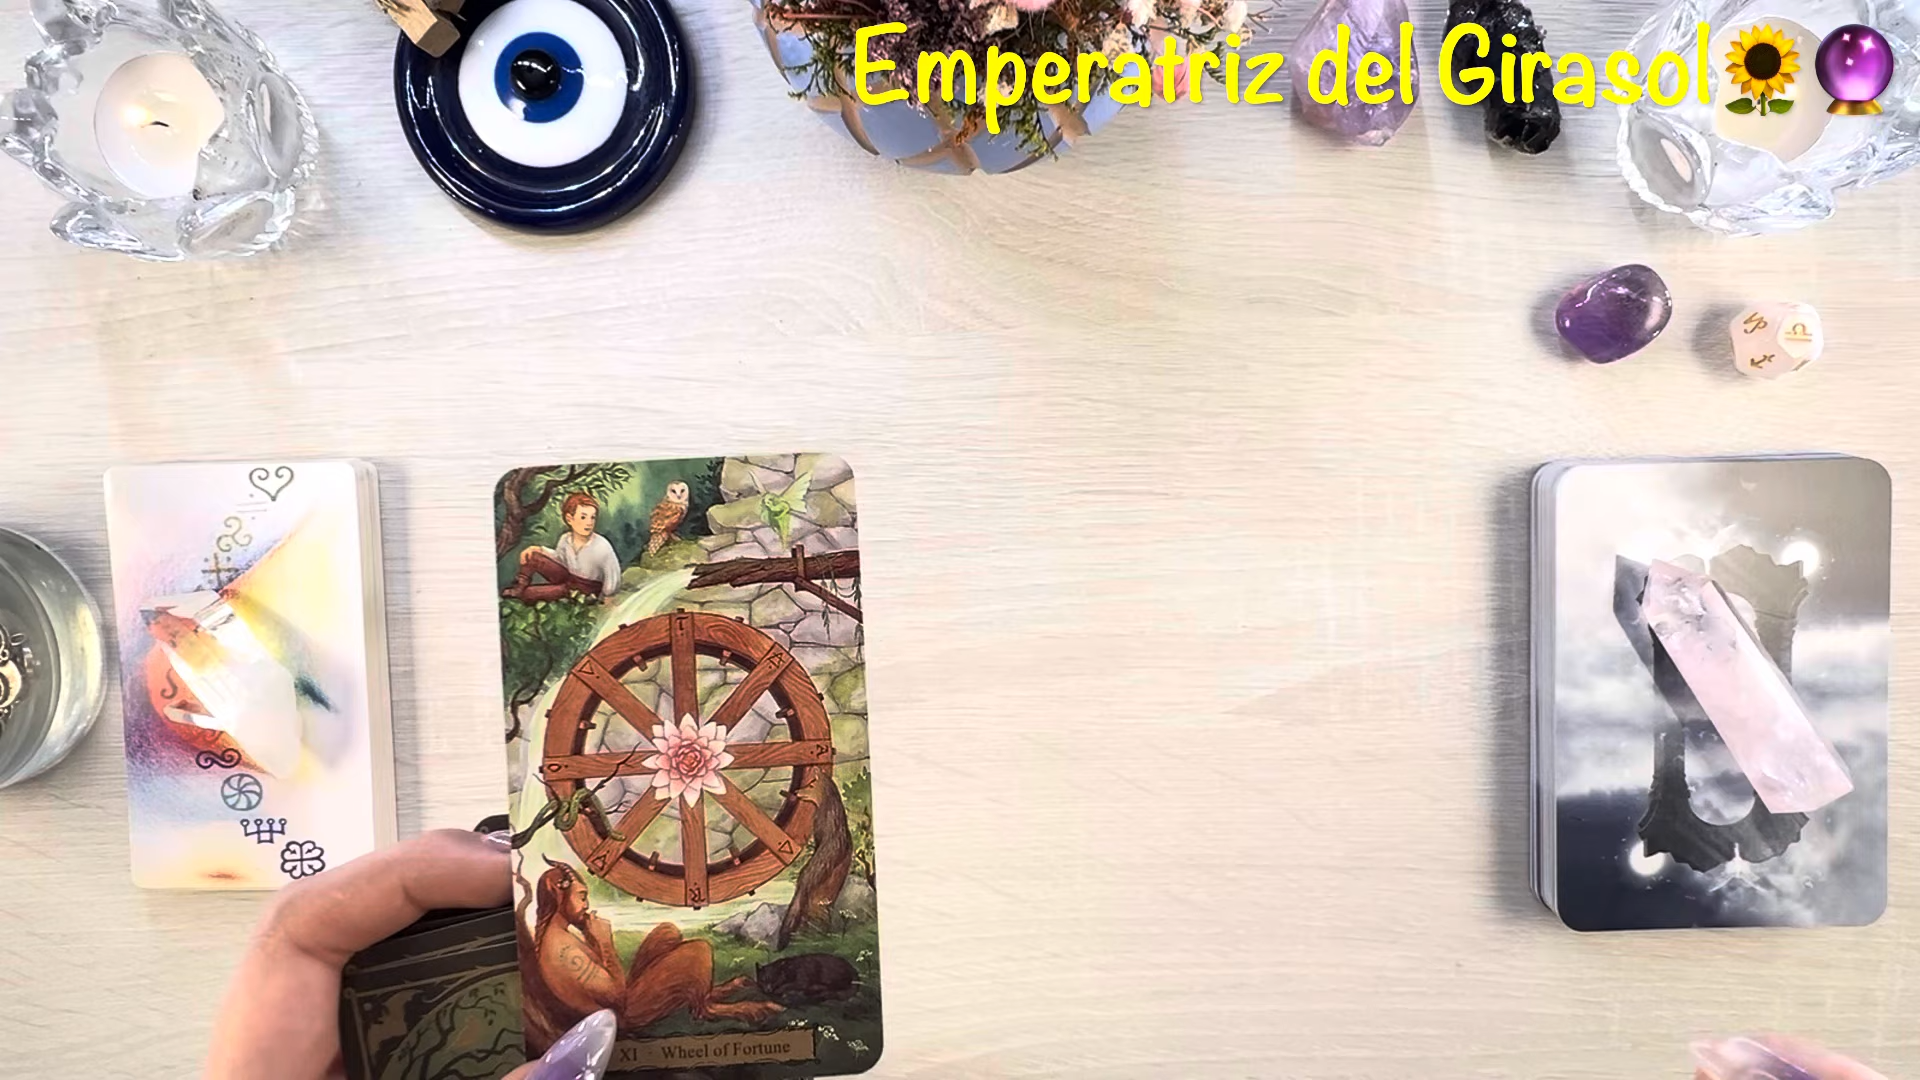 Emperatriz del Girasol🌻🔮
XI · Wheel of Fortune